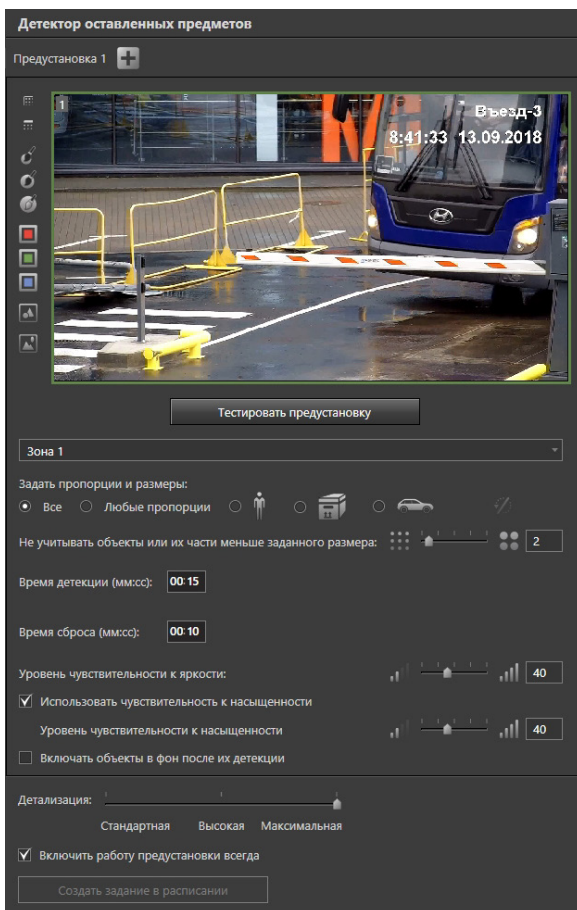 Детектор оставленных предметов
Предустановка 1
1
Въезд-3
8:41:33 13.09.2018
HYUNDAI
Тестировать предустановку
Зона 1
Задать пропорции и размеры:
Все Любые пропорции
Не учитывать объекты или их части меньше заданного размера: 2
Время детекции (мм:сс): 00:15
Время сброса (мм:сс): 00:10
Уровень чувствительности к яркости: 40
Использовать чувствительность к насыщенности
Уровень чувствительности к насыщенности 40
Включать объекты в фон после их детекции
Детализация:
Стандартная Высокая Максимальная
Включить работу предустановки всегда
Создать задание в расписании